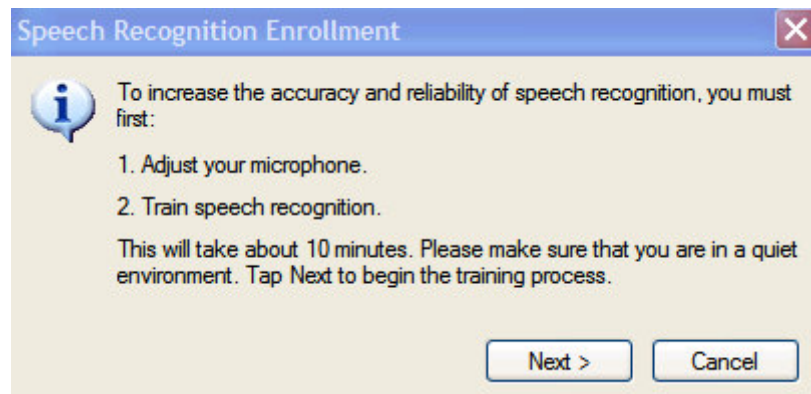 Speech Recognition Enrollment
To increase the accuracy and reliability of speech recognition, you must
first:
1. Adjust your microphone.
2. Train speech recognition.
This will take about 10 minutes. Please make sure that you are in a quiet
environment. Tap Next to begin the training process.
Next > Cancel